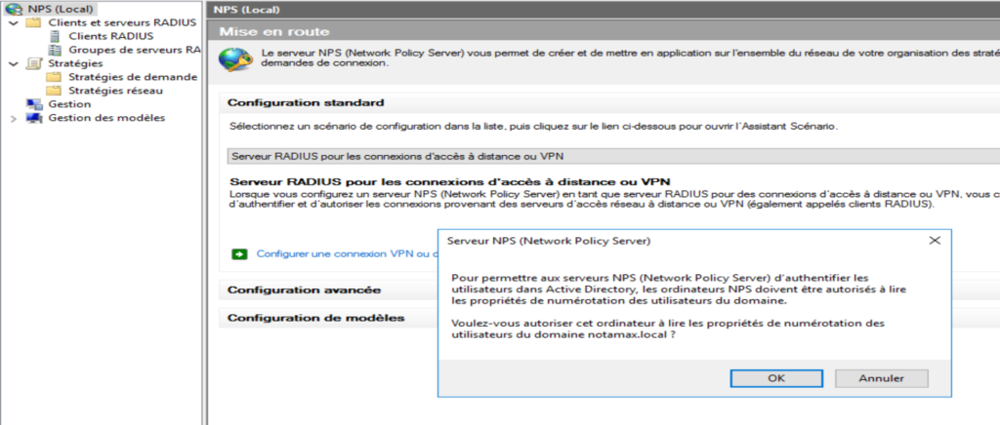 NPS (Local)
Clients et serveurs RADIUS
Clients RADIUS
Groupes de serveurs RA
Stratégies
Stratégies de demande
Stratégies réseau
Gestion
Gestion des modèles
NPS (Local)
Mise en route
Le serveur NPS (Network Policy Server) vous permet de créer et de mettre en application sur l'ensemble du réseau de votre organisation des straté
demandes de connexion.
Configuration standard
Sélectionnez un scénario de configuration dans la liste, puis cliquez sur le lien ci-dessous pour ouvrir l'Assistant Scénario.
Serveur RADIUS pour les connexions d'accès à distance ou VPN
Serveur RADIUS pour les connexions d'accès à distance ou VPN
Lorsque vous configurez un serveur NPS (Network Policy Server) en tant que serveur RADIUS pour des connexions d'accès à distance ou VPN, vous c
d'authentifier et d'autoriser les connexions provenant des serveurs d'accès réseau à distance ou VPN (également appelés clients RADIUS).
Configurer une connexion VPN ou
Configuration avancée
Configuration de modèles
Serveur NPS (Network Policy Server)
Pour permettre aux serveurs NPS (Network Policy Server) d'authentifier les
utilisateurs dans Active Directory, les ordinateurs NPS doivent être autorisés à lire
les propriétés de numérotation des utilisateurs du domaine.
Voulez-vous autoriser cet ordinateur à lire les propriétés de numérotation des
utilisateurs du domaine notamax.local ?
OK
Annuler